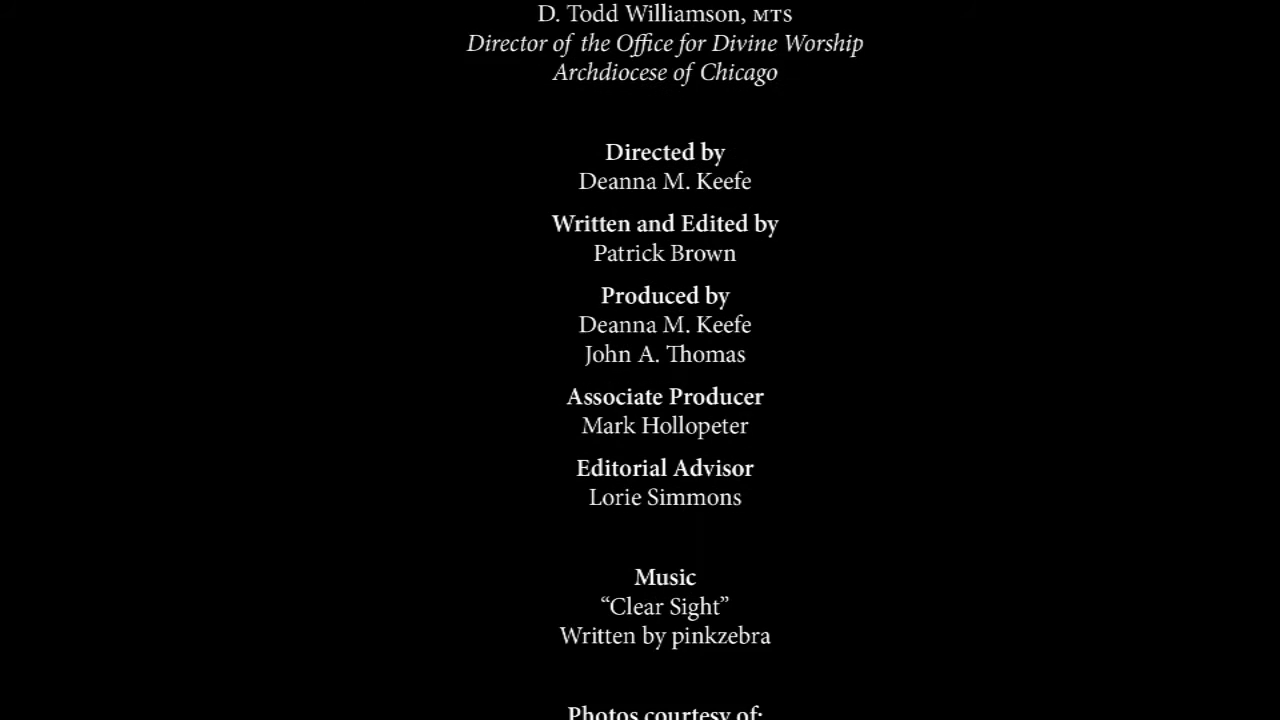 D. Todd Williamson, MTS
Director of the Office for Divine Worship
Archdiocese of Chicago
Directed by
Deanna M. Keefe
Written and Edited by
Patrick Brown
Produced by
Deanna M. Keefe
John A. Thomas
Associate Producer
Mark Hollopeter
Editorial Advisor
Lorie Simmons
Music
“Clear Sight”
Written by pinkzebra
Photos courtesy of: